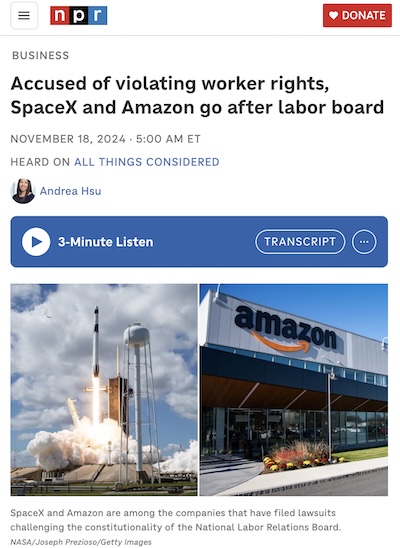 npr
DONATE
BUSINESS
Accused of violating worker rights,
SpaceX and Amazon go after labor board
NOVEMBER 18, 2024 · 5:00 AM ET
HEARD ON ALL THINGS CONSIDERED
Andrea Hsu
3-Minute Listen
TRANSCRIPT
amazon
SpaceX and Amazon are among the companies that have filed lawsuits
challenging the constitutionality of the National Labor Relations Board.
NASA/Joseph Prezioso/Getty Images